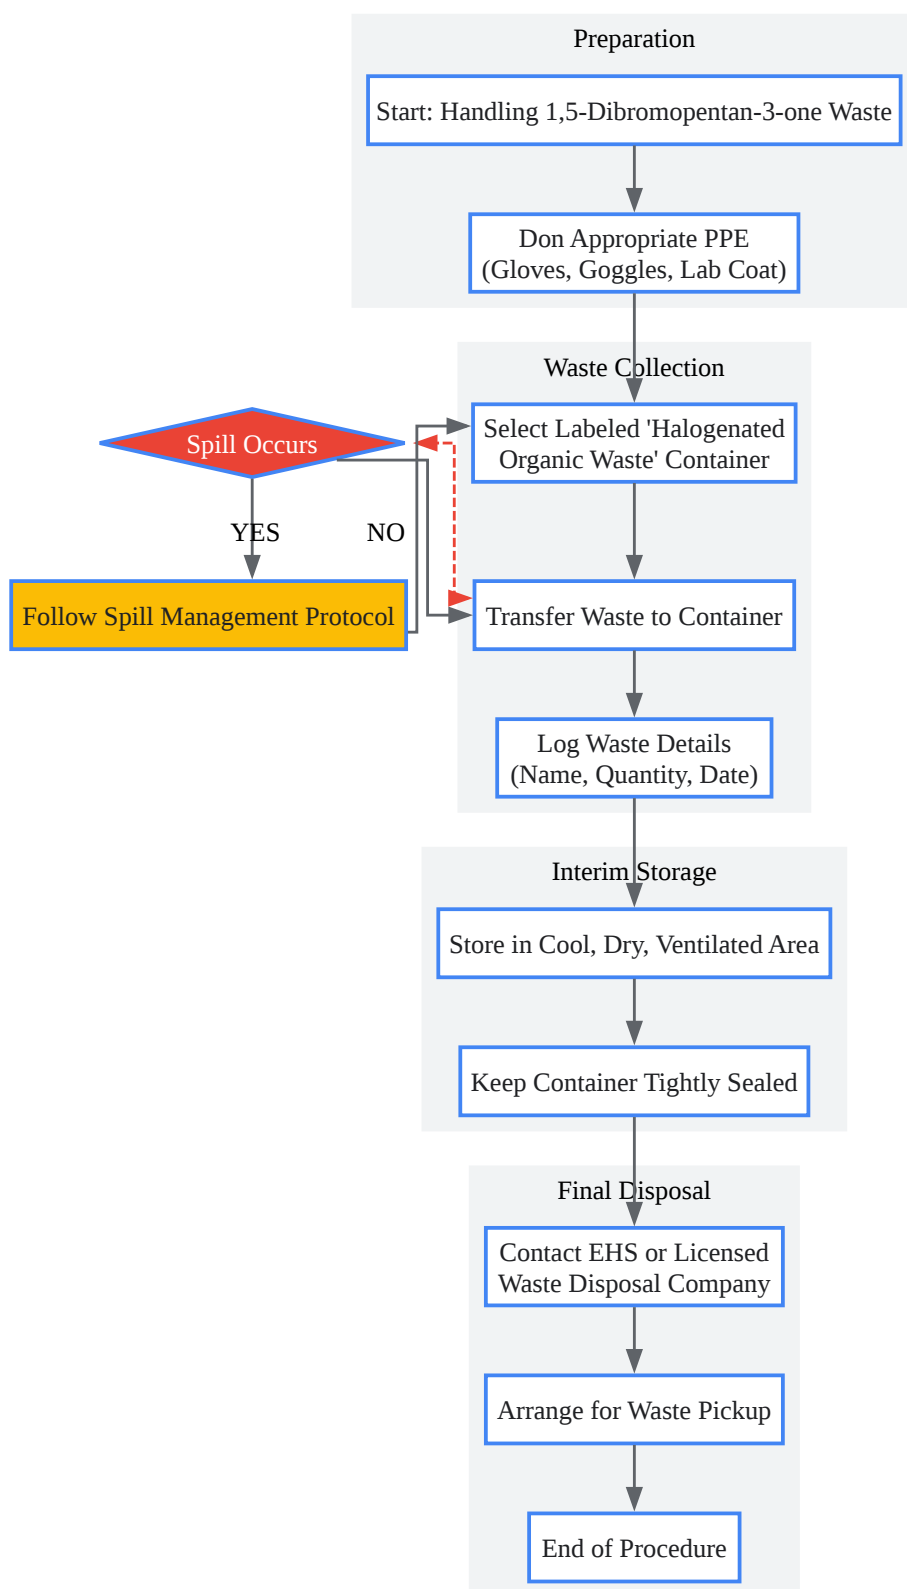 Preparation
Start: Handling 1,5-Dibromopentan-3-one Waste
Don Appropriate PPE
(Gloves, Goggles, Lab Coat)
Waste Collection
Select Labeled 'Halogenated
Organic Waste' Container
Spill Occurs
YES
NO
Follow Spill Management Protocol
Transfer Waste to Container
Log Waste Details
(Name, Quantity, Date)
Interim Storage
Store in Cool, Dry, Ventilated Area
Keep Container Tightly Sealed
Final Disposal
Contact EHS or Licensed
Waste Disposal Company
Arrange for Waste Pickup
End of Procedure